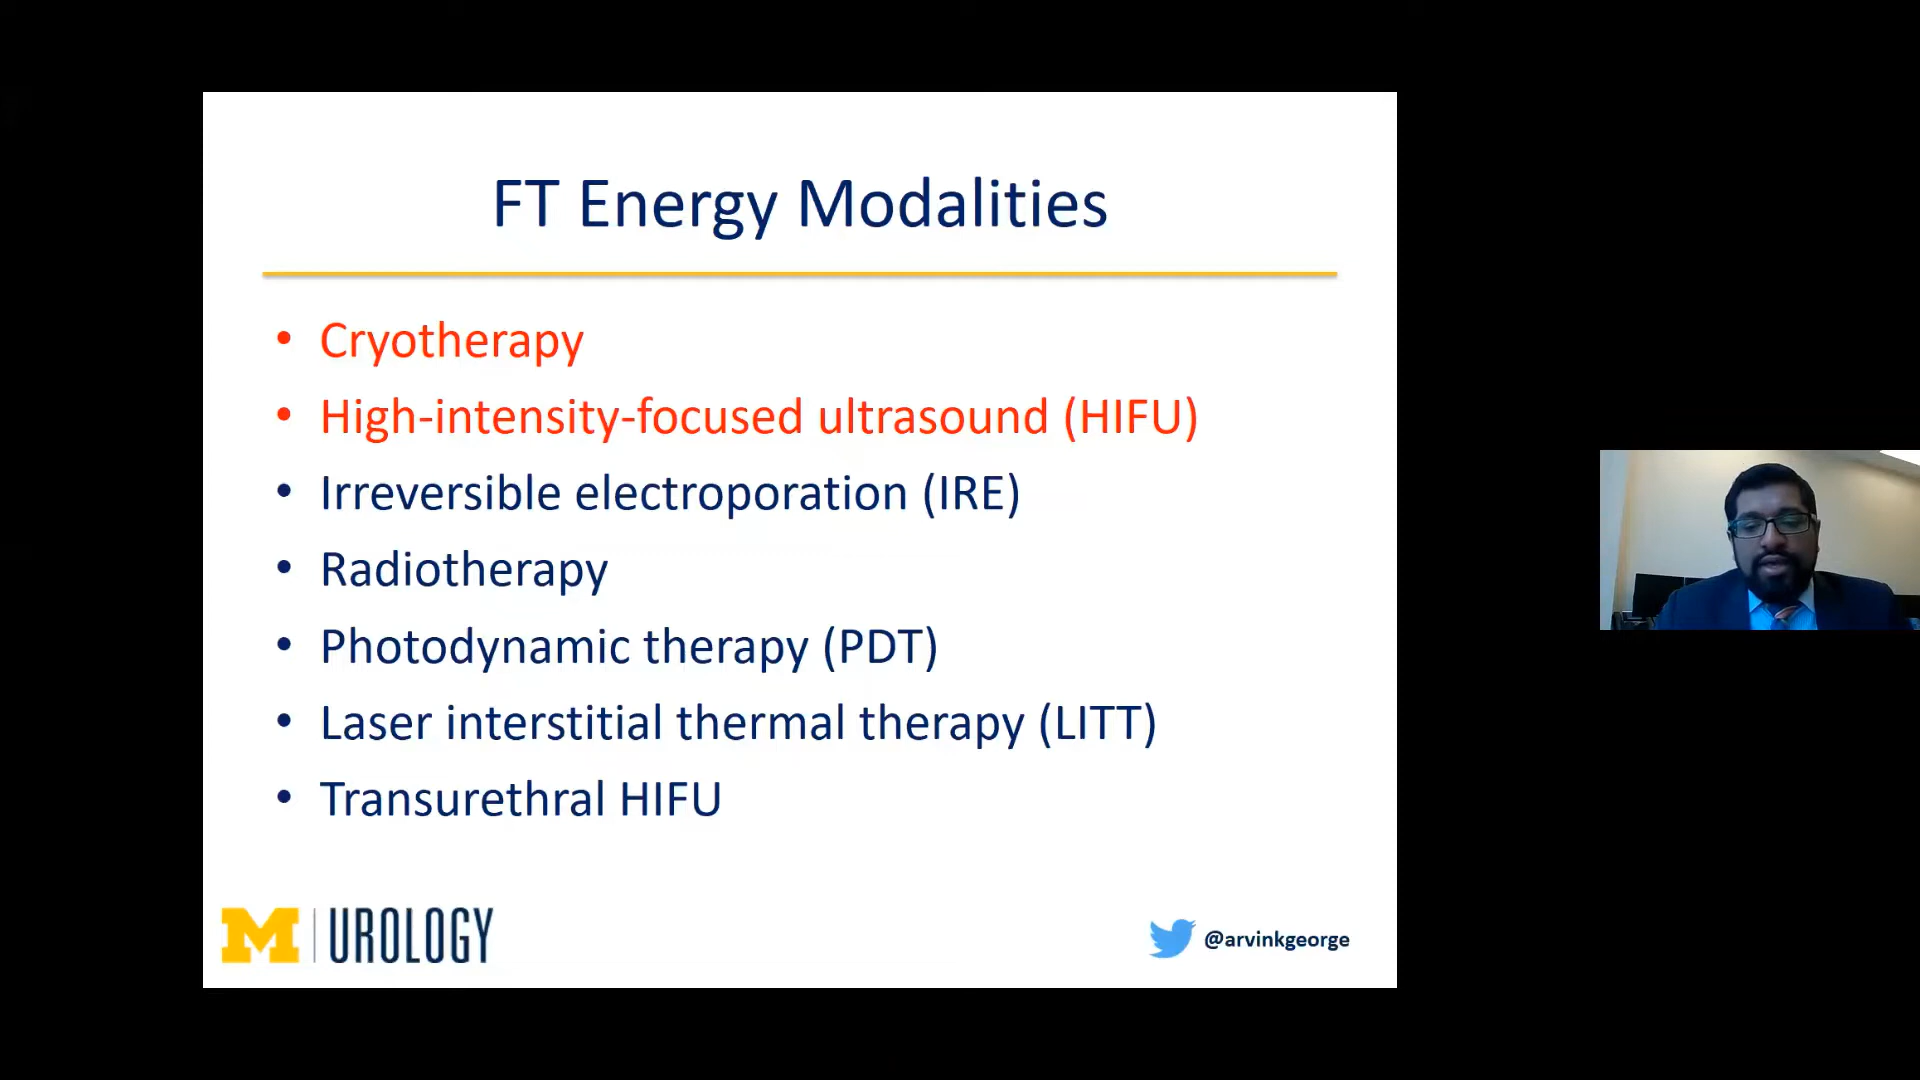 FT Energy Modalities
• Cryotherapy
• High-intensity-focused ultrasound (HIFU)
• Irreversible electroporation (IRE)
• Radiotherapy
• Photodynamic therapy (PDT)
• Laser interstitial thermal therapy (LITT)
• Transurethral HIFU
M | UROLOGY
@arvinkgeorge